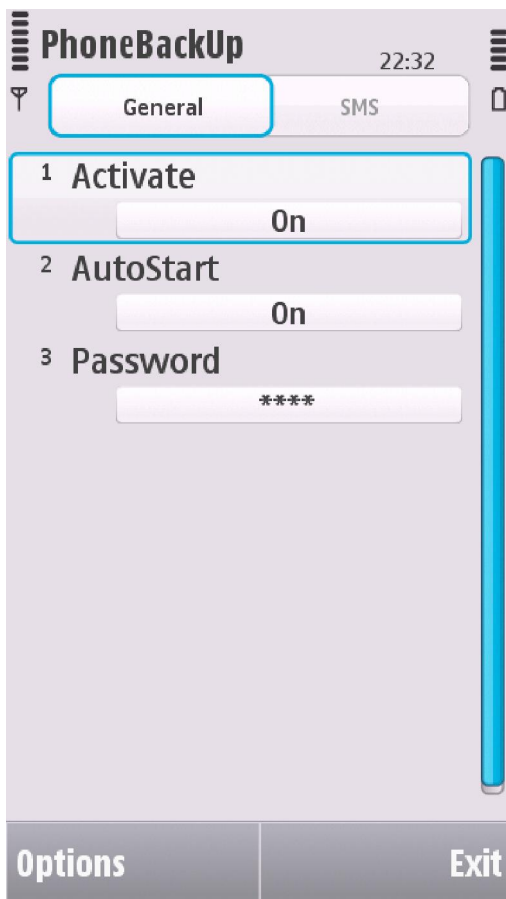 PhoneBackUp
22:32
General SMS
1 Activate
On
2 AutoStart
On
3 Password
****
Options Exit